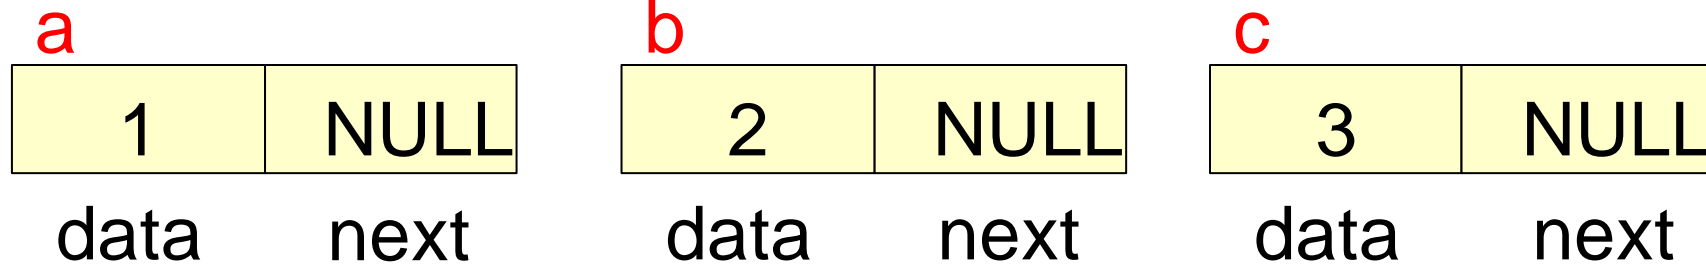 a b c
1 NULL 2 NULL 3 NULL
data next data next data next